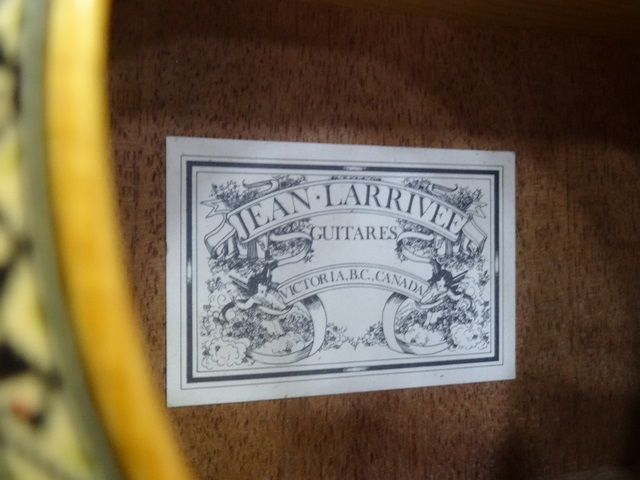 JEAN·LARRIVEE
GUITARES
VICTORIA, B.C., CANADA